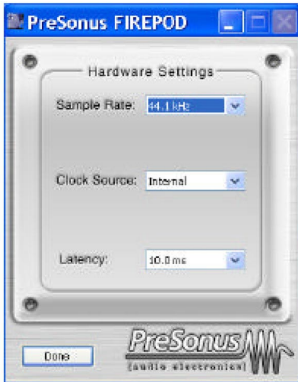 PreSonus FIREPOD
Hardware Settings
Sample Rate: 44.1 kHz
Clock Source: Internal
Latency: 10.0 ms
Done
PreSonus
[audio electronics]